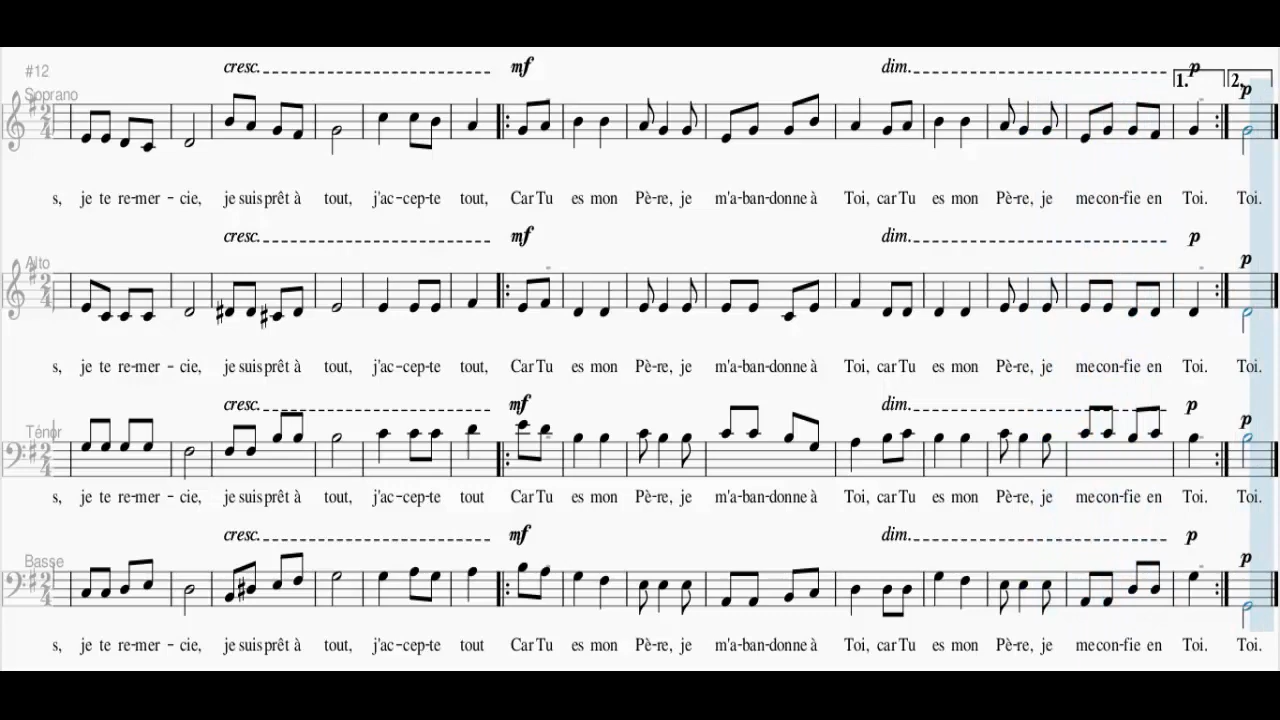 #12
cresc. mf dim. p
1. 2.
p
Soprano
s, je te re-mer - cie, je suis prêt à tout, j'ac-cep-te tout, Car Tu es mon Pè-re, je m'a-ban-donne à Toi, car Tu es mon Pè-re, je me con-fie en Toi. Toi.
cresc. mf dim. p
p
Alto
s, je te re-mer - cie, je suis prêt à tout, j'ac-cep-te tout, Car Tu es mon Pè-re, je m'a-ban-donne à Toi, car Tu es mon Pè-re, je me con-fie en Toi. Toi.
cresc. mf dim. p
p
Ténor
s, je te re-mer - cie, je suis prêt à tout, j'ac-cep-te tout Car Tu es mon Pè-re, je m'a-ban-donne à Toi, car Tu es mon Pè-re, je me con-fie en Toi. Toi.
cresc. mf dim. p
p
Basse
s, je te re-mer - cie, je suis prêt à tout, j'ac-cep-te tout Car Tu es mon Pè-re, je m'a-ban-donne à Toi, car Tu es mon Pè-re, je me con-fie en Toi. Toi.